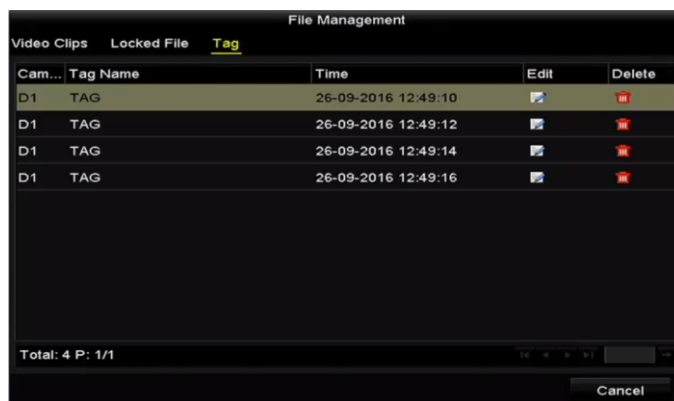 File Management
Video Clips Locked File Tag
Cam... Tag Name Time Edit Delete
D1 TAG 26-09-2016 12:49:10
D1 TAG 26-09-2016 12:49:12
D1 TAG 26-09-2016 12:49:14
D1 TAG 26-09-2016 12:49:16
Total: 4 P: 1/1
Cancel